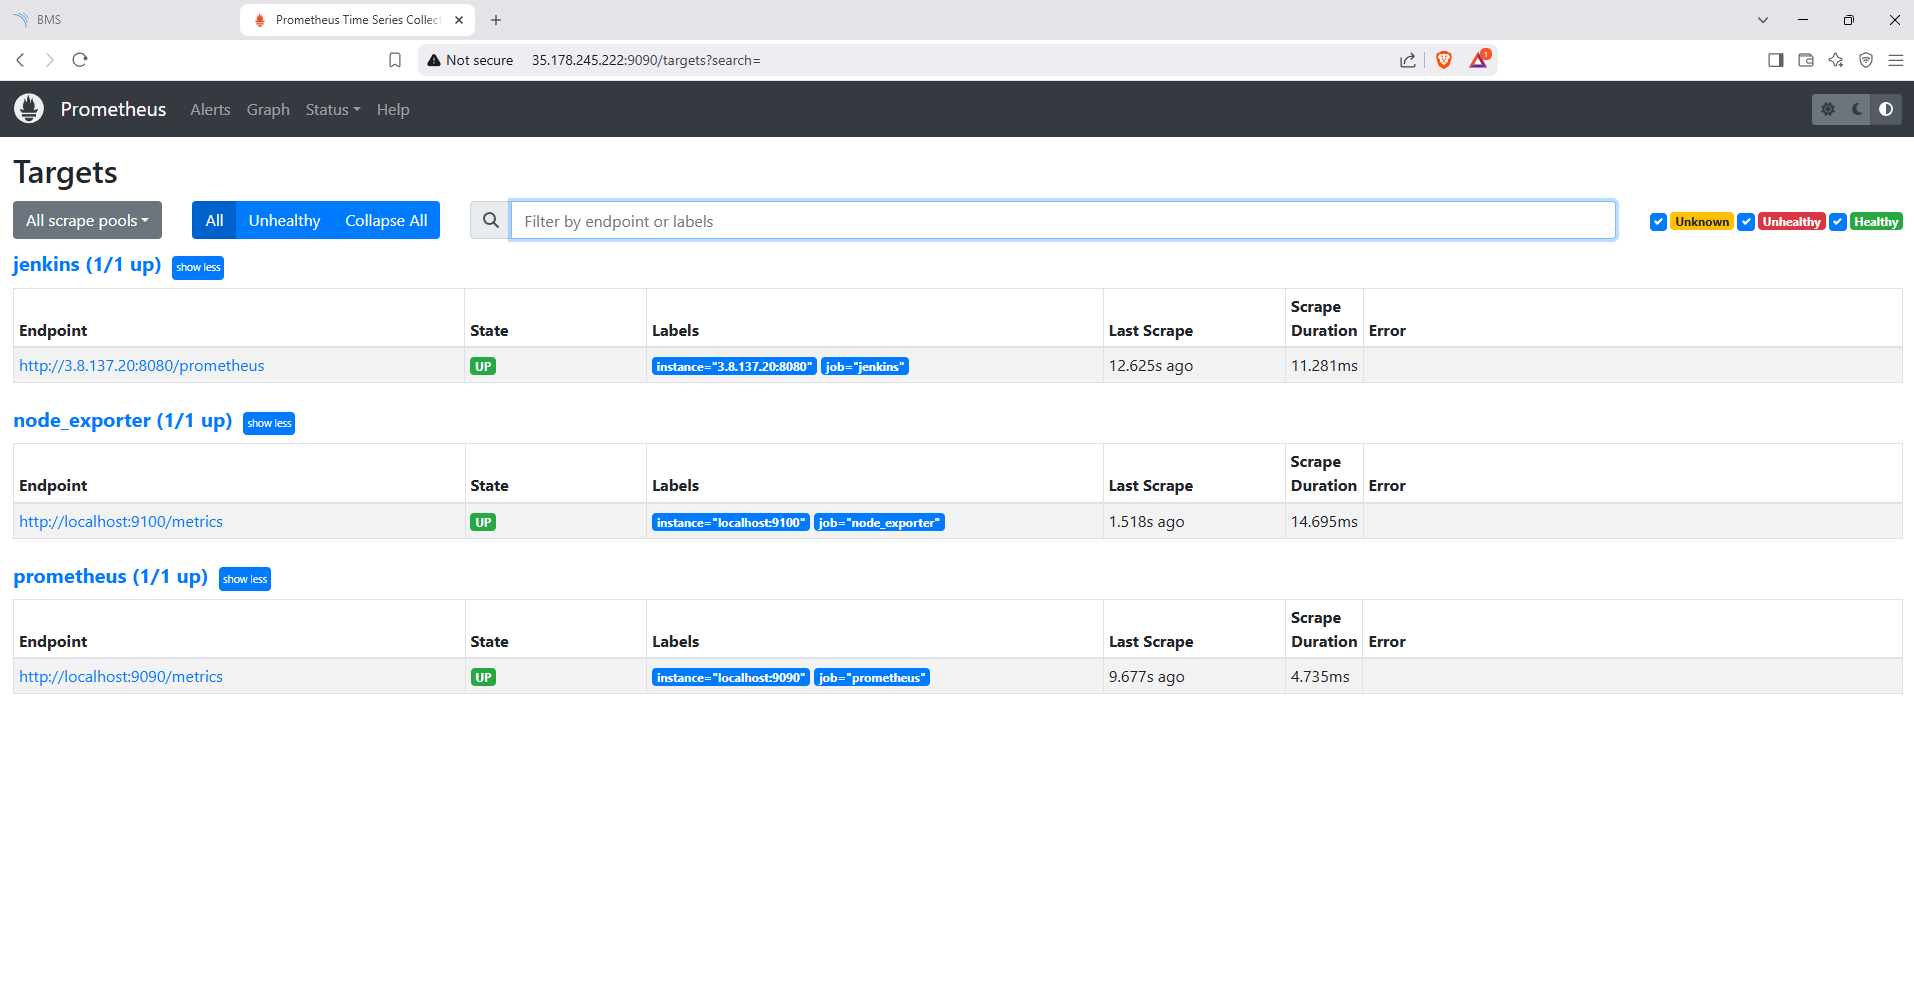 BMS
Prometheus Time Series Collec
Not secure 35.178.245.222:9090/targets?search=
1
Prometheus Alerts Graph Status Help
Targets
All scrape pools All Unhealthy Collapse All Filter by endpoint or labels Unknown Unhealthy Healthy
jenkins (1/1 up) show less
Endpoint State Labels Last Scrape Scrape Duration Error
http://3.8.137.20:8080/prometheus UP instance="3.8.137.20:8080" job="jenkins" 12.625s ago 11.281ms
node_exporter (1/1 up) show less
Endpoint State Labels Last Scrape Scrape Duration Error
http://localhost:9100/metrics UP instance="localhost:9100" job="node_exporter" 1.518s ago 14.695ms
prometheus (1/1 up) show less
Endpoint State Labels Last Scrape Scrape Duration Error
http://localhost:9090/metrics UP instance="localhost:9090" job="prometheus" 9.677s ago 4.735ms